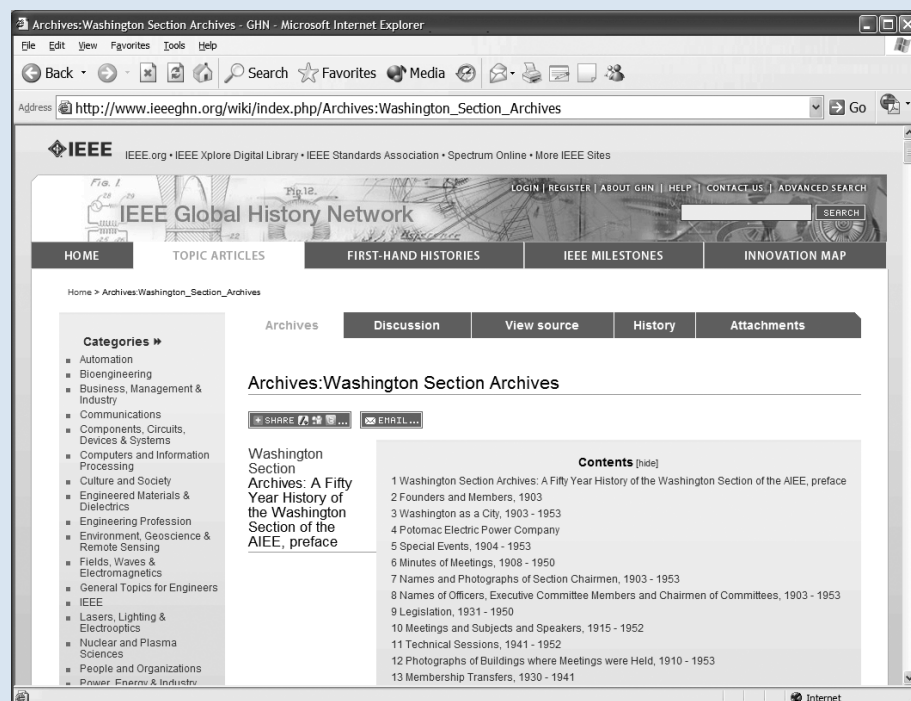 Archives:Washington Section Archives - GHN - Microsoft Internet Explorer
File Edit View Favorites Tools Help
Back Search Favorites Media
Address http://www.ieeeghn.org/wiki/index.php/Archives:Washington_Section_Archives Go
IEEE IEEE.org • IEEE Xplore Digital Library • IEEE Standards Association • Spectrum Online • More IEEE Sites
Fig. 1. Fig.12.
LOGIN | REGISTER | ABOUT GHN | HELP | CONTACT US | ADVANCED SEARCH
IEEE Global History Network
SEARCH
HOME TOPIC ARTICLES FIRST-HAND HISTORIES IEEE MILESTONES INNOVATION MAP
Home > Archives:Washington_Section_Archives
Archives Discussion View source History Attachments
Categories
Automation
Bioengineering
Business, Management &
Industry
Communications
Components, Circuits,
Devices & Systems
Computers and Information
Processing
Culture and Society
Engineered Materials &
Dielectrics
Engineering Profession
Environment, Geoscience &
Remote Sensing
Fields, Waves &
Electromagnetics
General Topics for Engineers
IEEE
Lasers, Lighting &
Electrooptics
Nuclear and Plasma
Sciences
People and Organizations
Power, Energy & Industry
Archives:Washington Section Archives
SHARE ... EMAIL...
Washington
Section
Archives: A Fifty
Year History of
the Washington
Section of the
AIEE, preface
Contents [hide]
1 Washington Section Archives: A Fifty Year History of the Washington Section of the AIEE, preface
2 Founders and Members, 1903
3 Washington as a City, 1903 - 1953
4 Potomac Electric Power Company
5 Special Events, 1904 - 1953
6 Minutes of Meetings, 1908 - 1950
7 Names and Photographs of Section Chairmen, 1903 - 1953
8 Names of Officers, Executive Committee Members and Chairmen of Committees, 1903 - 1953
9 Legislation, 1931 - 1950
10 Meetings and Subjects and Speakers, 1915 - 1952
11 Technical Sessions, 1941 - 1952
12 Photographs of Buildings where Meetings were Held, 1910 - 1953
13 Membership Transfers, 1930 - 1941
Internet